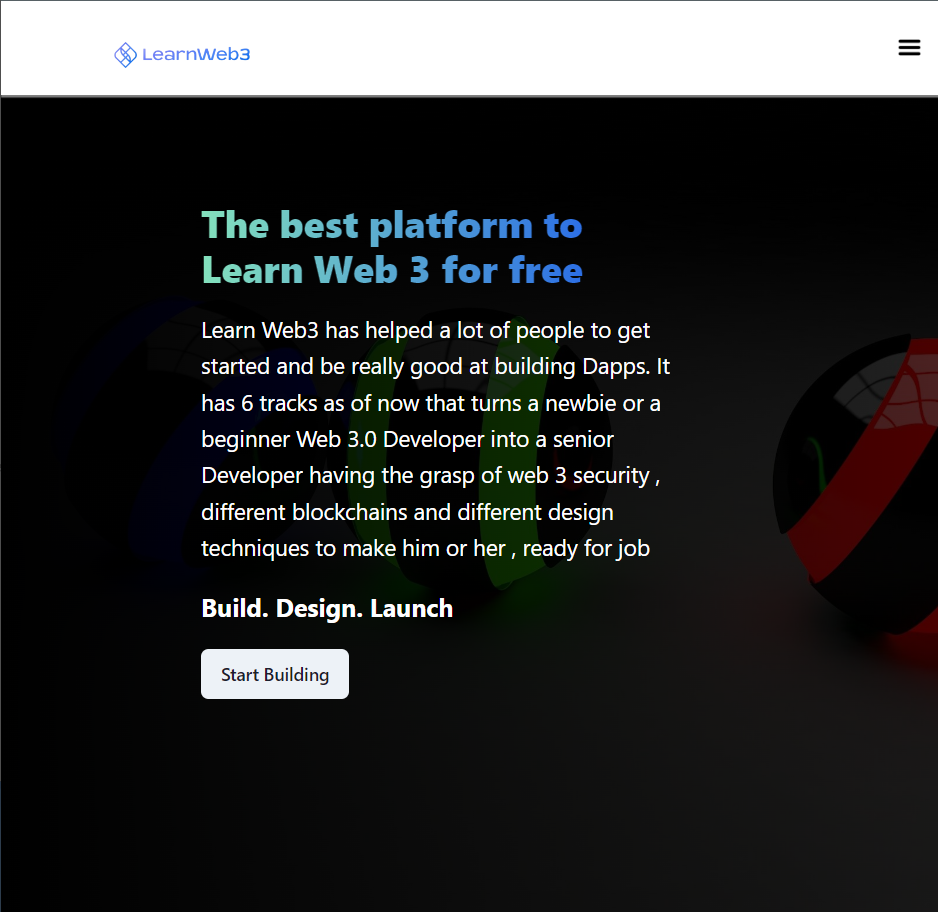 LearnWeb3
The best platform to
Learn Web 3 for free
Learn Web3 has helped a lot of people to get
started and be really good at building Dapps. It
has 6 tracks as of now that turns a newbie or a
beginner Web 3.0 Developer into a senior
Developer having the grasp of web 3 security ,
different blockchains and different design
techniques to make him or her , ready for job
Build. Design. Launch
Start Building